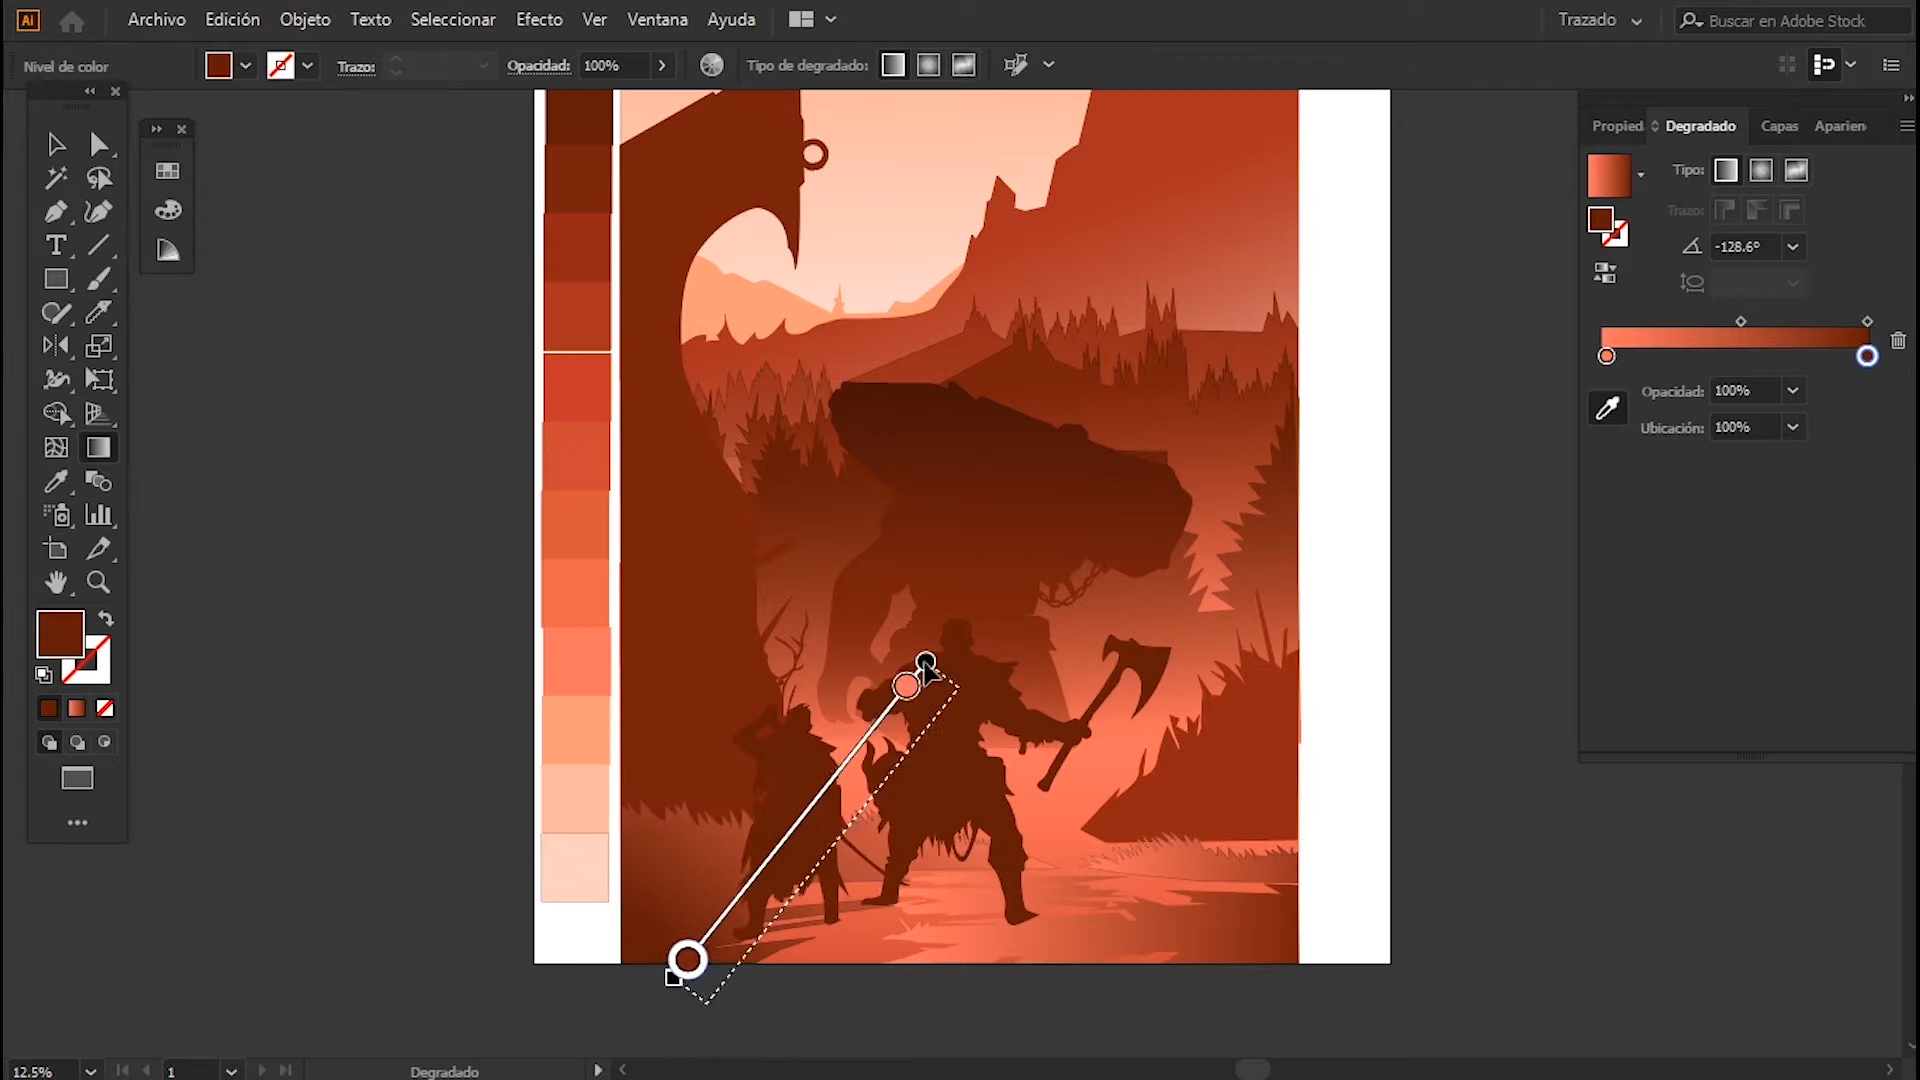 Ai
Archivo Edición Objeto Texto Seleccionar Efecto Ver Ventana Ayuda
Trazado
Buscar en Adobe Stock
Nivel de color
Trazo:
Opacidad: 100%
Tipo de degradado:
Propied
Degradado
Capas
Aparien
Tipo:
Trazo:
-128.6°
Opacidad: 100%
Ubicación: 100%
12.5%
1
Degradado